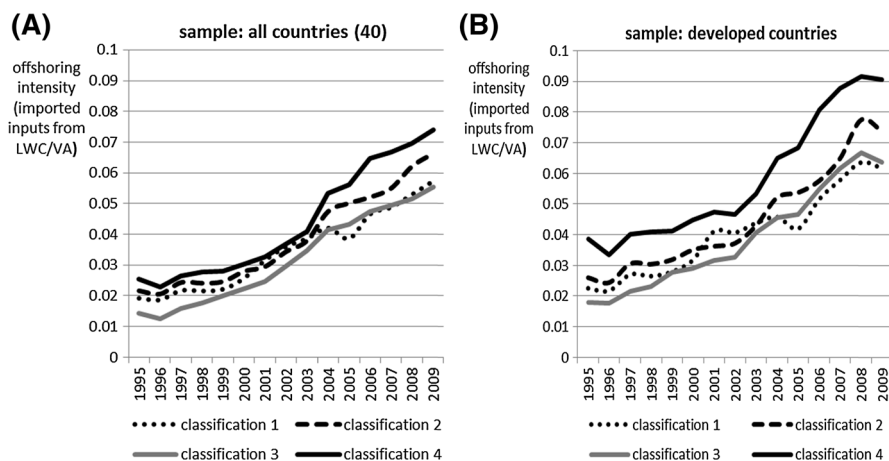 (A)
sample: all countries (40)
offshoring
intensity
(imported
inputs from
LWC/VA)
0.1
0.09
0.08
0.07
0.06
0.05
0.04
0.03
0.02
0.01
0
1995
1996
1997
1998
1999
2000
2001
2002
2003
2004
2005
2006
2007
2008
2009
classification 1
classification 2
classification 3
classification 4
(B)
sample: developed countries
offshoring
intensity
(imported
inputs from
LWC/VA)
0.1
0.09
0.08
0.07
0.06
0.05
0.04
0.03
0.02
0.01
0
1995
1996
1997
1998
1999
2000
2001
2002
2003
2004
2005
2006
2007
2008
2009
classification 1
classification 2
classification 3
classification 4